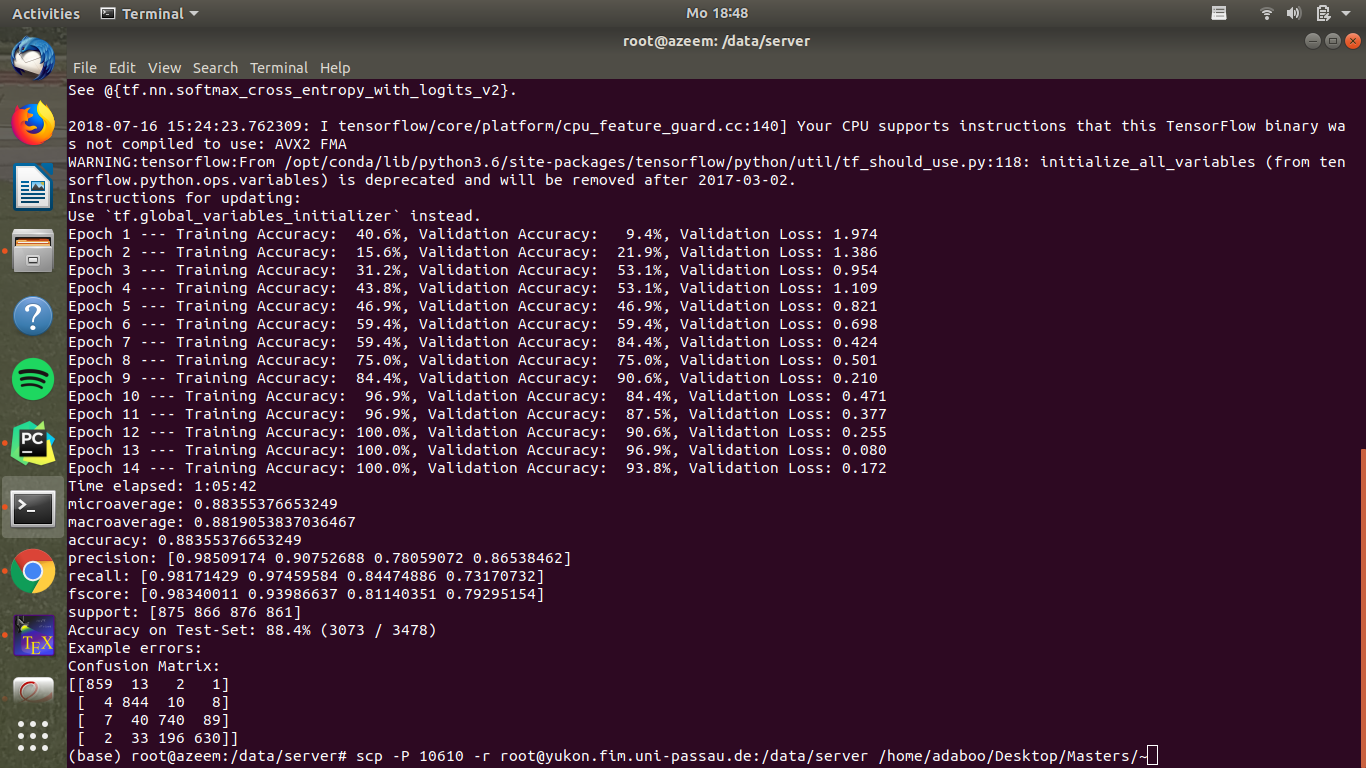 Activities Terminal Mo 18:48
root@azeem: /data/server
File Edit View Search Terminal Help
See @{tf.nn.softmax_cross_entropy_with_logits_v2}.
2018-07-16 15:24:23.762309: I tensorflow/core/platform/cpu_feature_guard.cc:140] Your CPU supports instructions that this TensorFlow binary wa
s not compiled to use: AVX2 FMA
WARNING:tensorflow:From /opt/conda/lib/python3.6/site-packages/tensorflow/python/util/tf_should_use.py:118: initialize_all_variables (from ten
sorflow.python.ops.variables) is deprecated and will be removed after 2017-03-02.
Instructions for updating:
Use `tf.global_variables_initializer` instead.
Epoch 1 --- Training Accuracy:  40.6%, Validation Accuracy:   9.4%, Validation Loss: 1.974
Epoch 2 --- Training Accuracy:  15.6%, Validation Accuracy:  21.9%, Validation Loss: 1.386
Epoch 3 --- Training Accuracy:  31.2%, Validation Accuracy:  53.1%, Validation Loss: 0.954
Epoch 4 --- Training Accuracy:  43.8%, Validation Accuracy:  53.1%, Validation Loss: 1.109
Epoch 5 --- Training Accuracy:  46.9%, Validation Accuracy:  46.9%, Validation Loss: 0.821
Epoch 6 --- Training Accuracy:  59.4%, Validation Accuracy:  59.4%, Validation Loss: 0.698
Epoch 7 --- Training Accuracy:  59.4%, Validation Accuracy:  84.4%, Validation Loss: 0.424
Epoch 8 --- Training Accuracy:  75.0%, Validation Accuracy:  75.0%, Validation Loss: 0.501
Epoch 9 --- Training Accuracy:  84.4%, Validation Accuracy:  90.6%, Validation Loss: 0.210
Epoch 10 --- Training Accuracy:  96.9%, Validation Accuracy:  84.4%, Validation Loss: 0.471
Epoch 11 --- Training Accuracy:  96.9%, Validation Accuracy:  87.5%, Validation Loss: 0.377
Epoch 12 --- Training Accuracy: 100.0%, Validation Accuracy:  90.6%, Validation Loss: 0.255
Epoch 13 --- Training Accuracy: 100.0%, Validation Accuracy:  96.9%, Validation Loss: 0.080
Epoch 14 --- Training Accuracy: 100.0%, Validation Accuracy:  93.8%, Validation Loss: 0.172
Time elapsed: 1:05:42
microaverage: 0.88355376653249
macroaverage: 0.8819053837036467
accuracy: 0.88355376653249
precision: [0.98509174 0.90752688 0.78059072 0.86538462]
recall: [0.98171429 0.97459584 0.84474886 0.73170732]
fscore: [0.98340011 0.93986637 0.81140351 0.79295154]
support: [875 866 876 861]
Accuracy on Test-Set: 88.4% (3073 / 3478)
Example errors:
Confusion Matrix:
[[859  13   2   1]
 [  4 844  10   8]
 [  7  40 740  89]
 [  2  33 196 630]]
(base) root@azeem:/data/server# scp -P 10610 -r root@yukon.fim.uni-passau.de:/data/server /home/adaboo/Desktop/Masters/~
PC
TEX